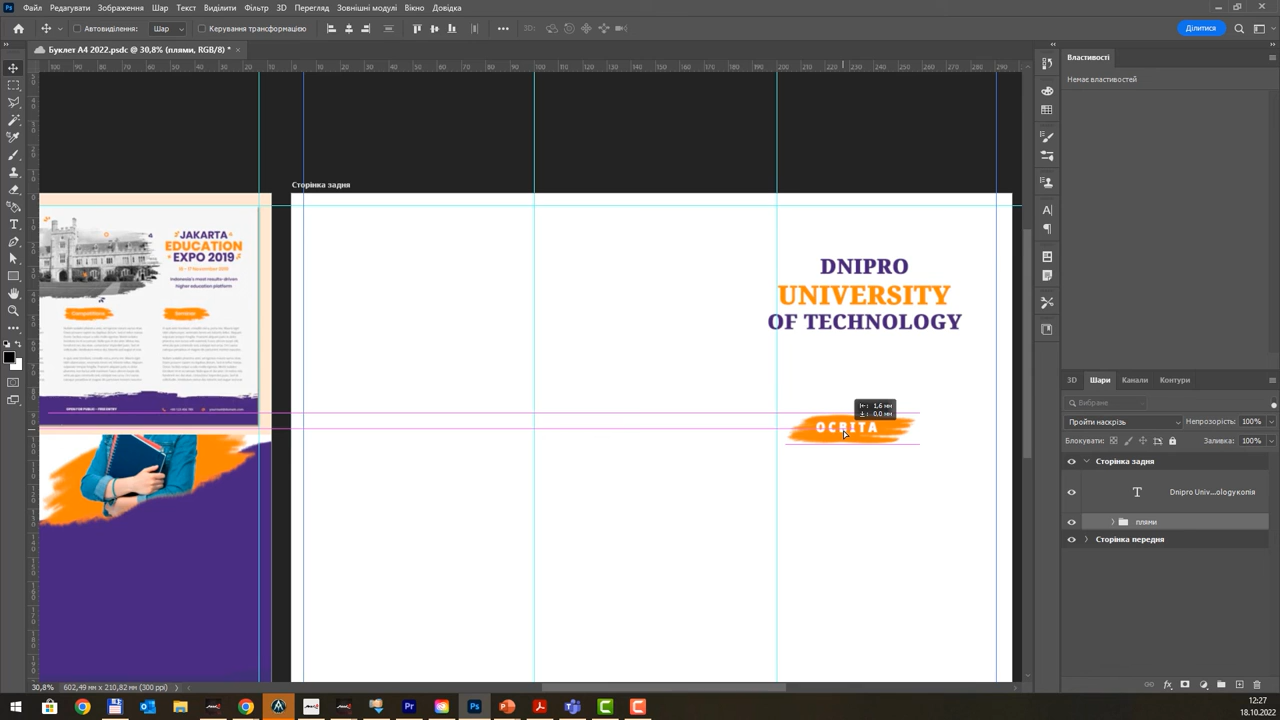 Файл Редагувати Зображення Шар Текст Виділити Фільтр 3D Перегляд Зовнішні модулі Вікно Довідка
Автовиділення: Шар Керування трансформацією 3D: Ділитися
Буклет А4 2022.psdc @ 30,8% (плями, RGB/8) *
Сторінка задня
JAKARTA
EDUCATION
EXPO 2019
DNIPRO
UNIVERSITY
OF TECHNOLOGY
1,6 мм
0,0 мм
ОСВІТА
Властивості
Немає властивостей
3D Шари Канали Контури
Вибране
Пройти наскрізь Непрозорість: 100%
Блокувати: Заливка: 100%
Сторінка задня
Dnipro Univ...ology копія
плями
Сторінка передня
30,8% 602,49 мм x 210,82 мм (300 ppi)
12:27
18.10.2022